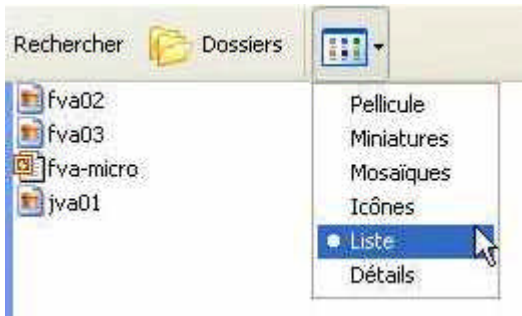 Rechercher Dossiers
fva02
fva03
fva-micro
jva01
Pellicule
Miniatures
Mosaïques
Icônes
Liste
Détails